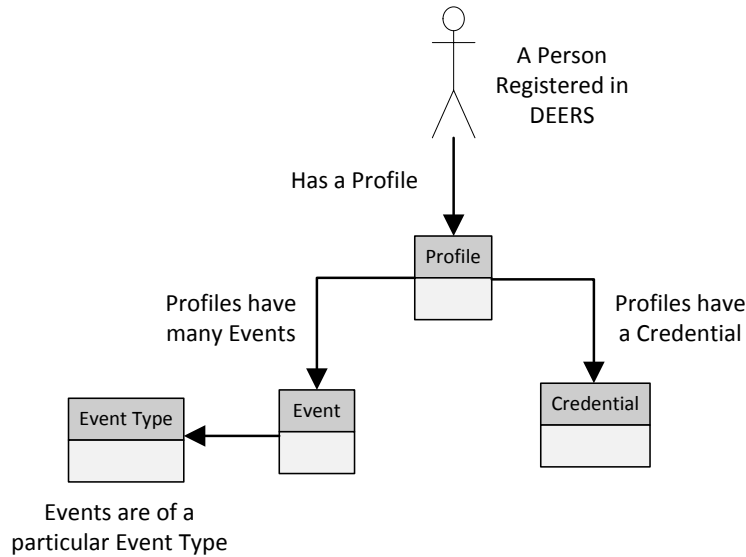 A Person
Registered in
DEERS
Has a Profile
Profile
Profiles have
many Events
Profiles have
a Credential
Event Type
Event
Credential
Events are of a
particular Event Type